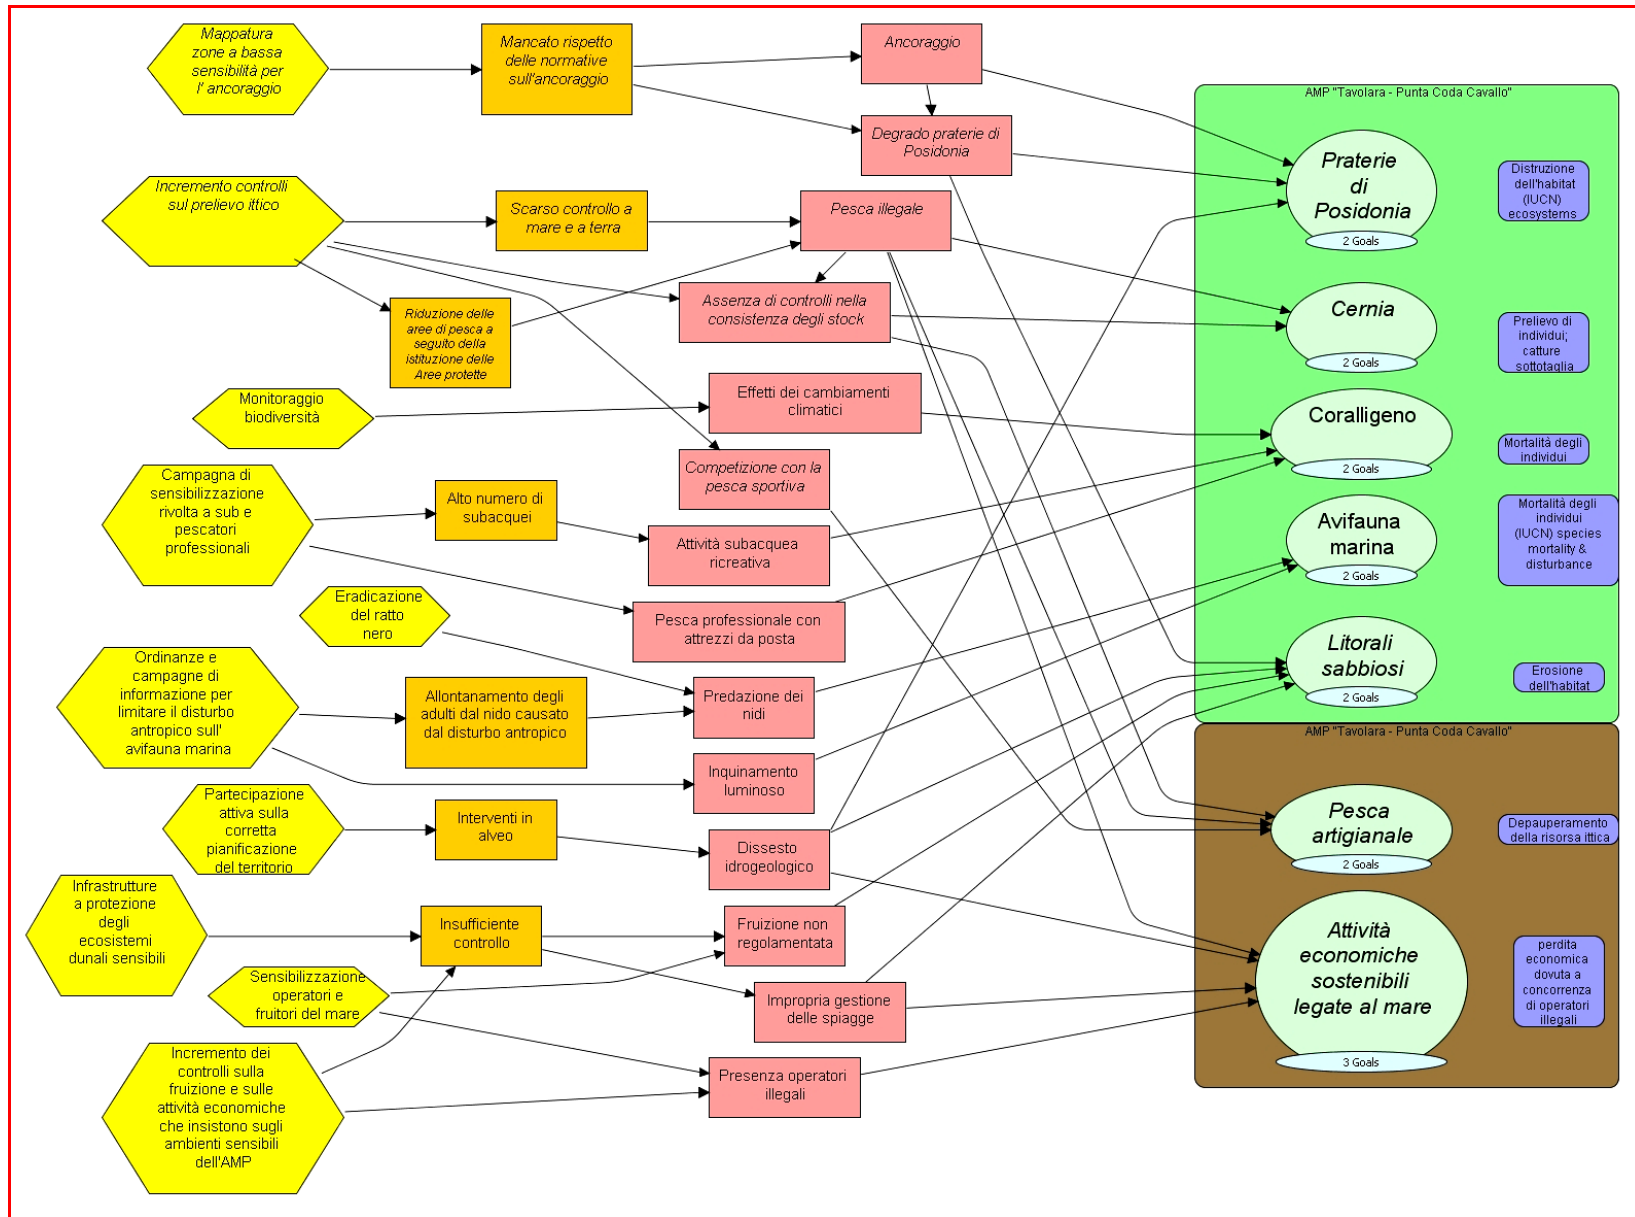 Mappatura
zone a bassa
sensibilità per
l' ancoraggio
Mancato rispetto
delle normative
sull'ancoraggio
Ancoraggio
Degrado praterie di
Posidonia
Incremento controlli
sul prelievo ittico
Scarso controllo a
mare e a terra
Pesca illegale
Riduzione delle
aree di pesca a
seguito della
istituzione delle
Aree protette
Assenza di controlli nella
consistenza degli stock
Monitoraggio
biodiversità
Effetti dei cambiamenti
climatici
Competizione con la
pesca sportiva
Campagna di
sensibilizzazione
rivolta a sub e
pescatori
professionali
Alto numero di
subacquei
Attività subacquea
ricreativa
Eradicazione
del ratto
nero
Pesca professionale con
attrezzi da posta
Ordinanze e
campagne di
informazione per
limitare il disturbo
antropico sull'
avifauna marina
Allontanamento degli
adulti dal nido causato
dal disturbo antropico
Predazione dei
nidi
Inquinamento
luminoso
Partecipazione
attiva sulla
corretta
pianificazione
del territorio
Interventi in
alveo
Dissesto
idrogeologico
Infrastrutture
a protezione
degli
ecosistemi
dunali sensibili
Insufficiente
controllo
Fruizione non
regolamentata
Sensibilizzazione
operatori e
fruitori del mare
Impropria gestione
delle spiagge
Incremento dei
controlli sulla
fruizione e sulle
attività economiche
che insistono sugli
ambienti sensibili
dell'AMP
Presenza operatori
illegali
AMP "Tavolara - Punta Coda Cavallo"
Praterie
di
Posidonia
2 Goals
Distruzione
dell'habitat
(IUCN)
ecosystems
Cernia
2 Goals
Prelievo di
individui;
catture
sottotaglia
Coralligeno
2 Goals
Mortalità degli
individui
Avifauna
marina
2 Goals
Mortalità degli
individui
(IUCN) species
mortality &
disturbance
Litorali
sabbiosi
2 Goals
Erosione
dell'habitat
AMP "Tavolara - Punta Coda Cavallo"
Pesca
artigianale
2 Goals
Depauperamento
della risorsa ittica
Attività
economiche
sostenibili
legate al mare
3 Goals
perdita
economica
dovuta a
concorrenza
di operatori
illegali